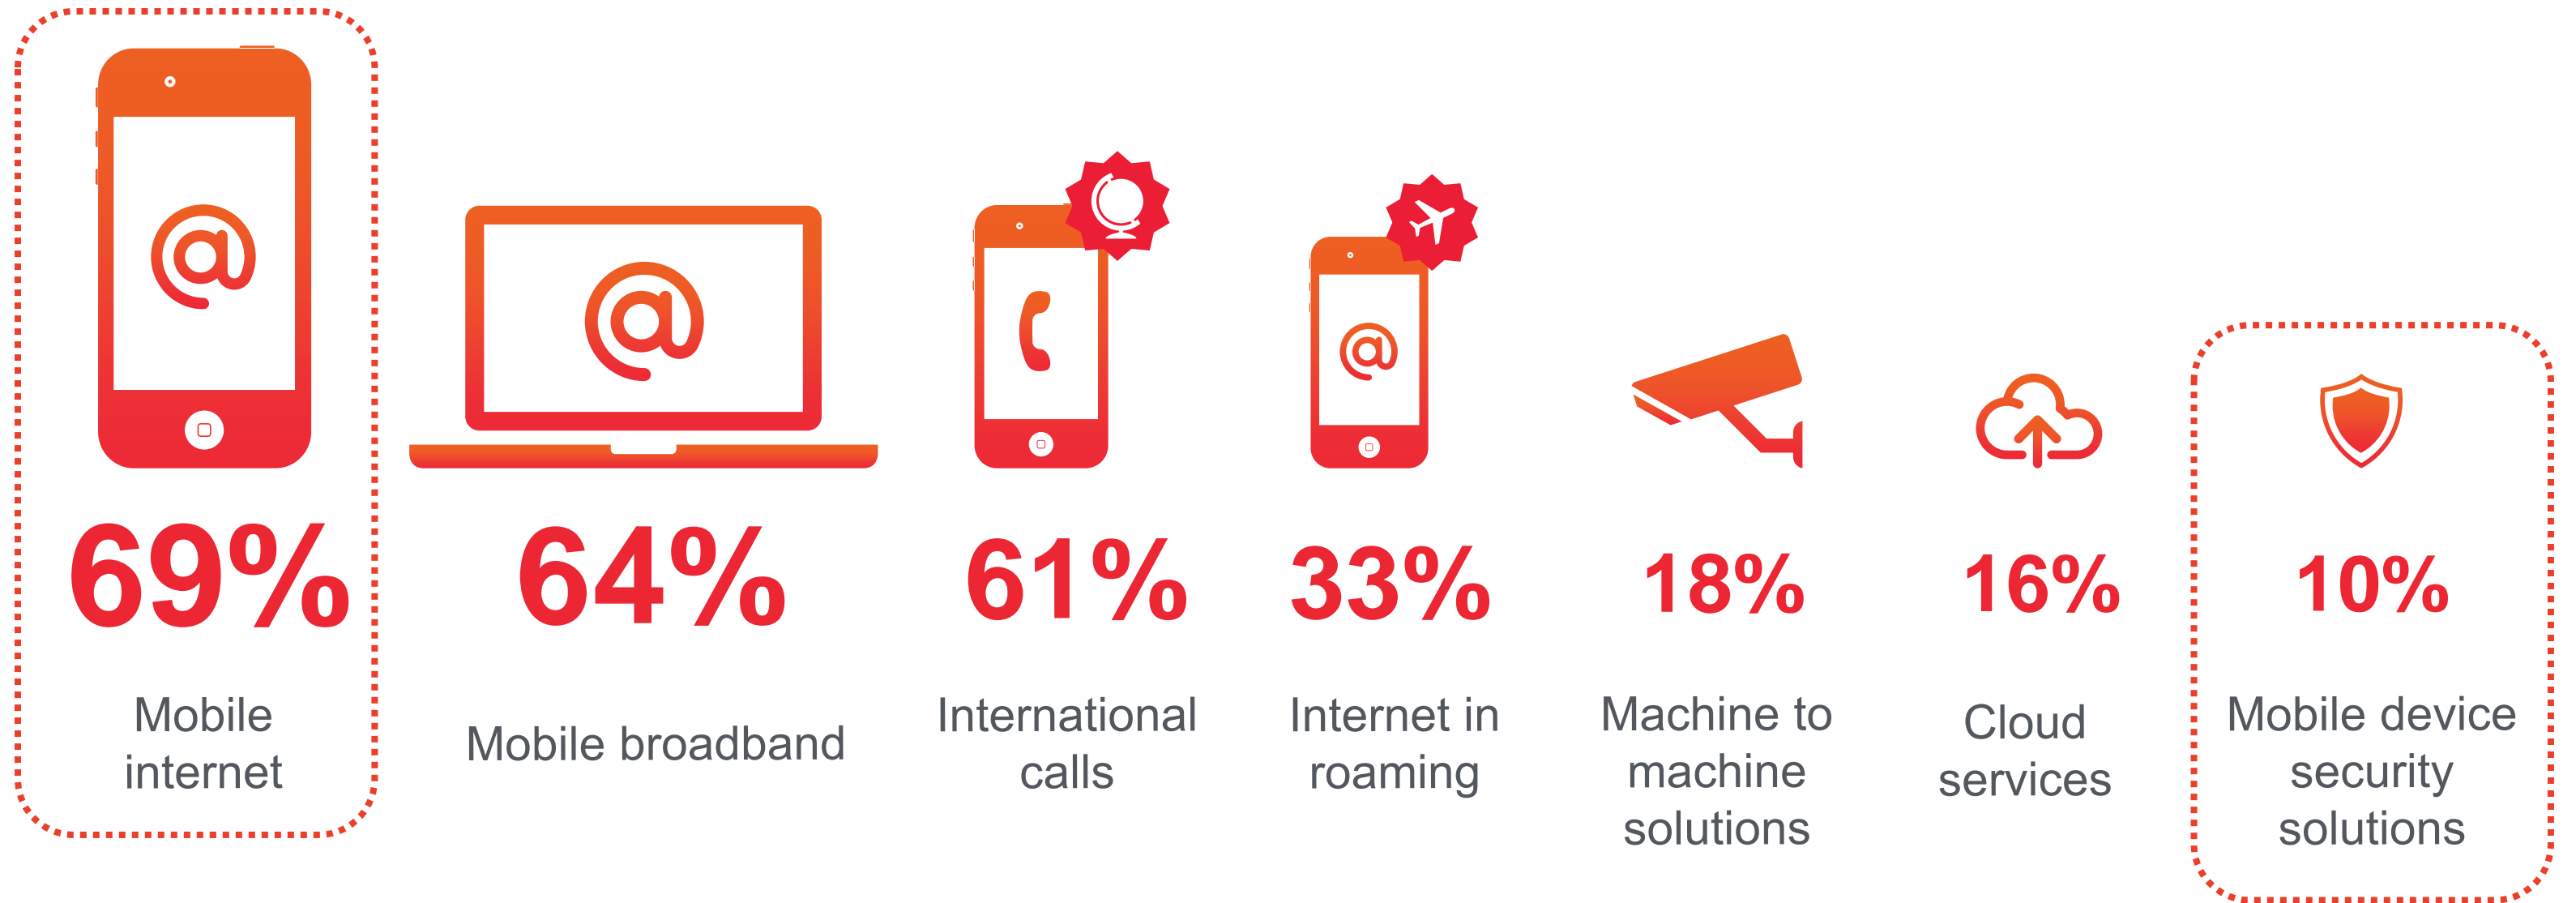 69%
Mobile
internet
64%
Mobile broadband
61%
International
calls
33%
Internet in
roaming
18%
Machine to
machine
solutions
16%
Cloud
services
10%
Mobile device
security
solutions